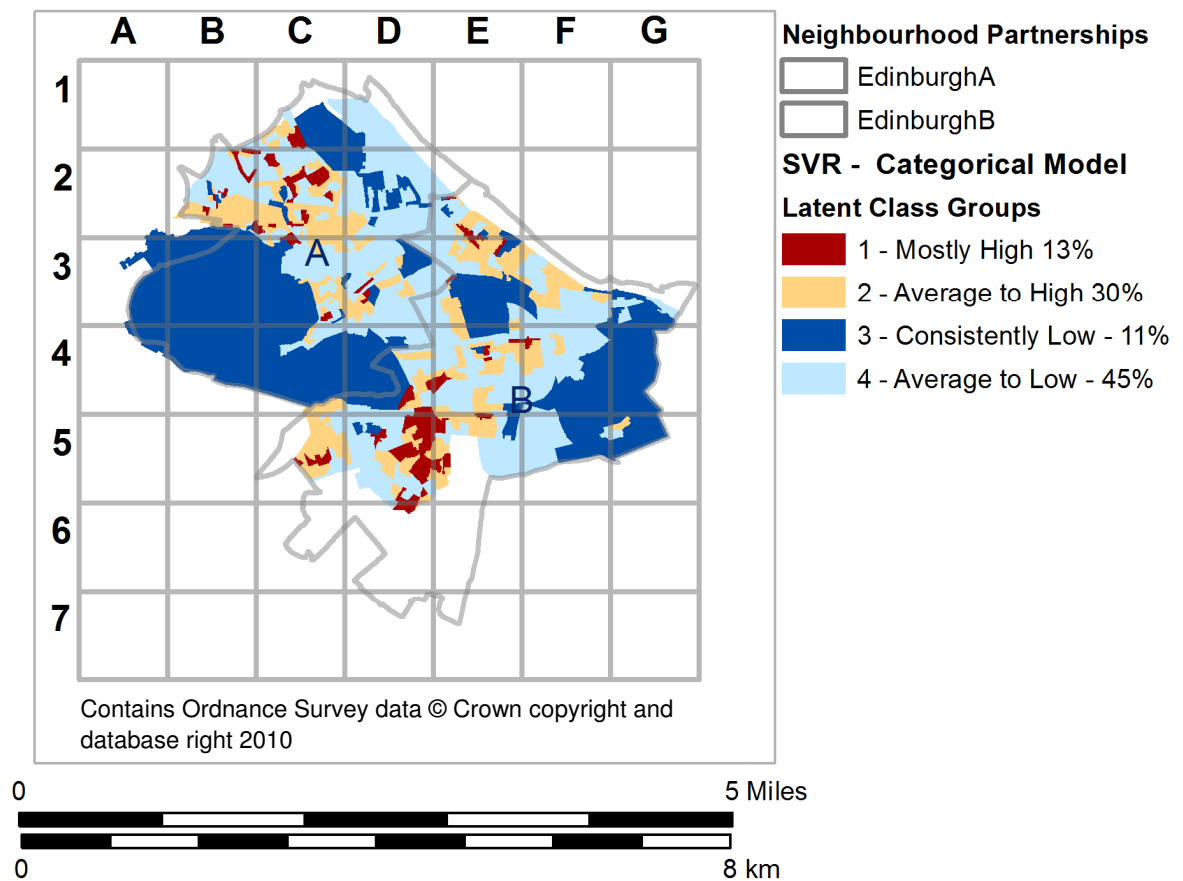 A B C D E F G
1
2
3
4
5
6
7
A
B
Contains Ordnance Survey data © Crown copyright and
database right 2010
0 5 Miles
0 8 km
Neighbourhood Partnerships
EdinburghA
EdinburghB
SVR - Categorical Model
Latent Class Groups
1 - Mostly High 13%
2 - Average to High 30%
3 - Consistently Low - 11%
4 - Average to Low - 45%